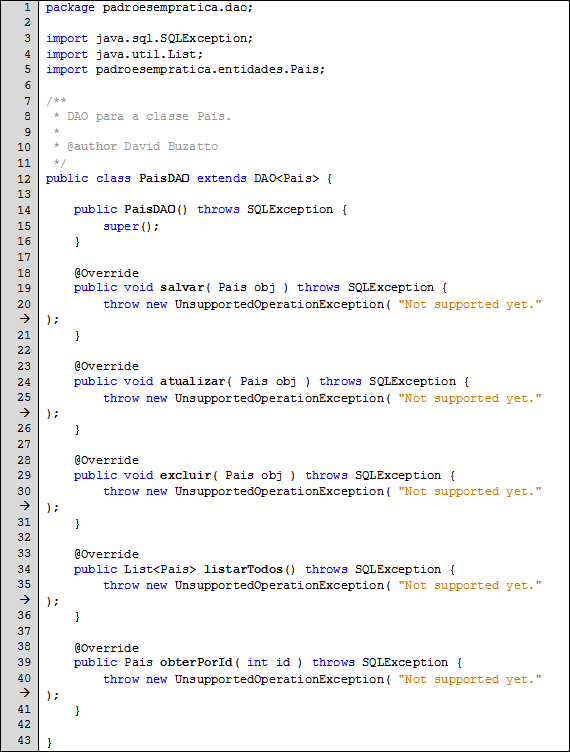 1 package padroesempratica.dao;
2
3 import java.sql.SQLException;
4 import java.util.List;
5 import padroesempratica.entidades.Pais;
6
7 /**
8  * DAO para a classe Pais.
9  *
10  * @author David Buzatto
11  */
12 public class PaisDAO extends DAO<Pais> {
13
14     public PaisDAO() throws SQLException {
15         super();
16     }
17
18     @Override
19     public void salvar( Pais obj ) throws SQLException {
20         throw new UnsupportedOperationException( "Not supported yet."
→ );
21     }
22
23     @Override
24     public void atualizar( Pais obj ) throws SQLException {
25         throw new UnsupportedOperationException( "Not supported yet."
→ );
26     }
27
28     @Override
29     public void excluir( Pais obj ) throws SQLException {
30         throw new UnsupportedOperationException( "Not supported yet."
→ );
31     }
32
33     @Override
34     public List<Pais> listarTodos() throws SQLException {
35         throw new UnsupportedOperationException( "Not supported yet."
→ );
36     }
37
38     @Override
39     public Pais obterPorId( int id ) throws SQLException {
40         throw new UnsupportedOperationException( "Not supported yet."
→ );
41     }
42
43 }